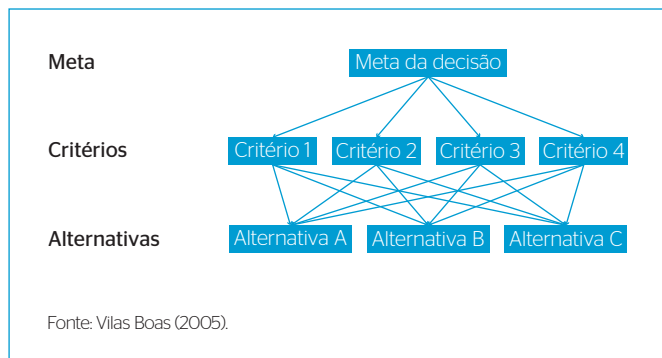 Meta
Meta da decisão
Critérios
Critério 1
Critério 2
Critério 3
Critério 4
Alternativas
Alternativa A
Alternativa B
Alternativa C
Fonte: Vilas Boas (2005).